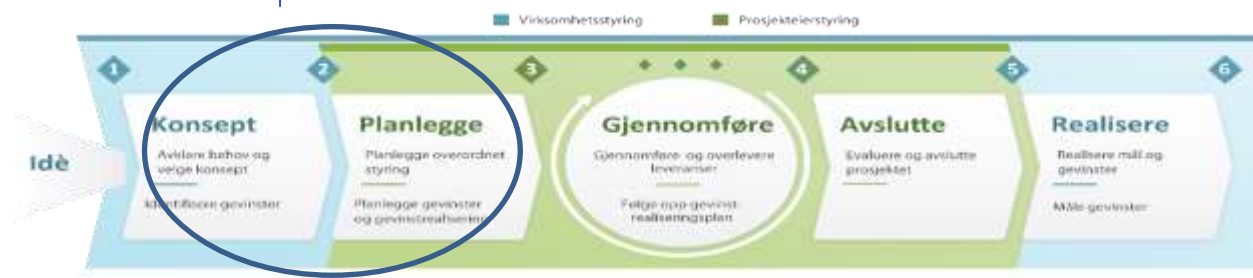 Virksomhetsstyring Prosjekteierstyring
1 2 3 4 5 6
Konsept Planlegge Gjennomføre Avslutte Realisere
Idè
Avklare behov og
velge konsept
Identifisere gevinster
Planlegge overordnet
styring
Planlegge gevinster
og gevinstrealisering
Gjennomføre og overlevere
leveranser
Følge opp gevinst-
realiseringsplan
Evaluere og avslutte
prosjektet
Realisere mål og
gevinster
Måle gevinster